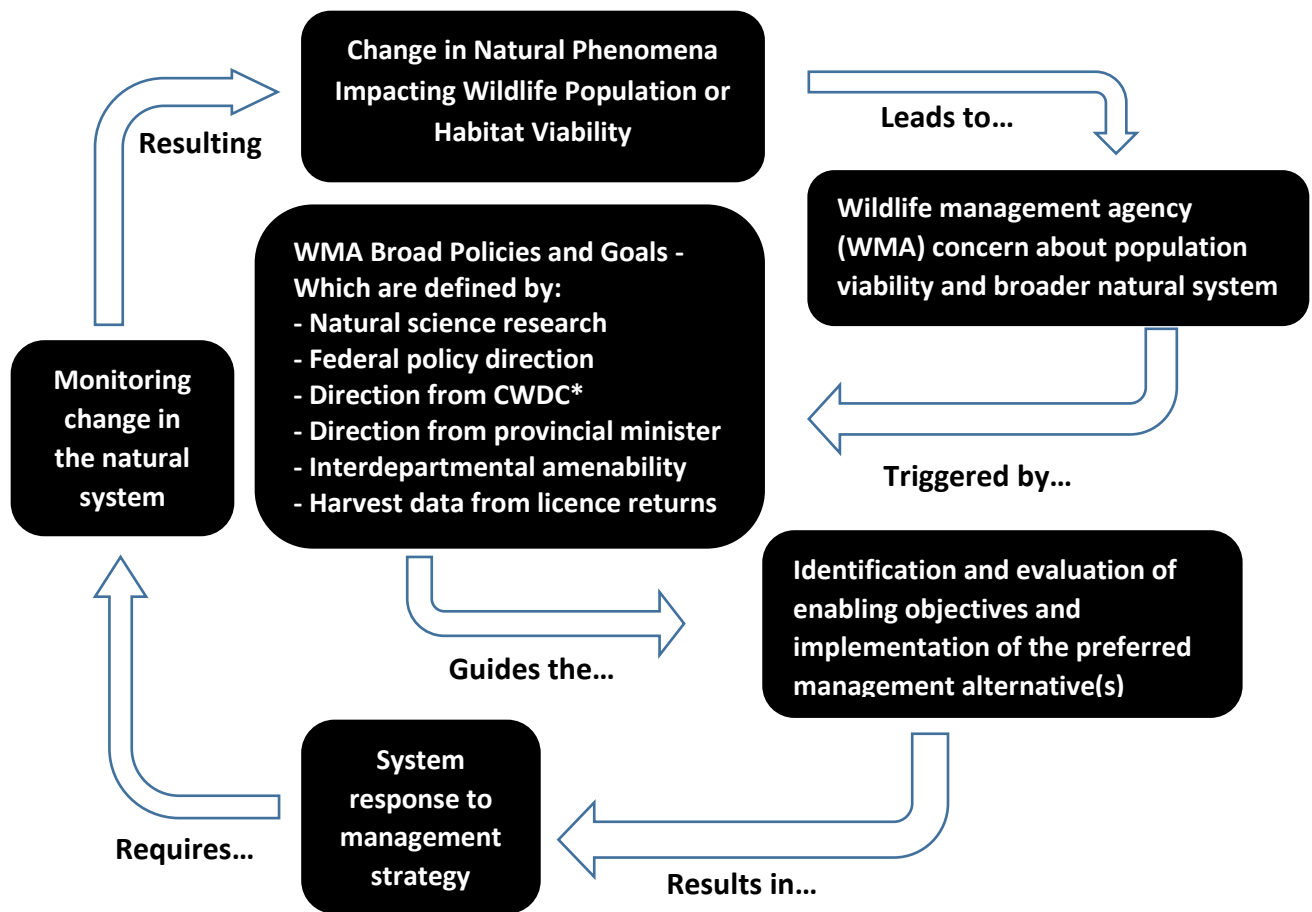 Change in Natural Phenomena
Impacting Wildlife Population or
Habitat Viability
Leads to…
Resulting
Wildlife management agency
(WMA) concern about population
viability and broader natural system
WMA Broad Policies and Goals -
Which are defined by:
- Natural science research
- Federal policy direction
- Direction from CWDC*
- Direction from provincial minister
- Interdepartmental amenability
- Harvest data from licence returns
Triggered by…
Monitoring
change in
the natural
system
Identification and evaluation of
enabling objectives and
implementation of the preferred
management alternative(s)
Guides the…
System
response to
management
strategy
Results in…
Requires…